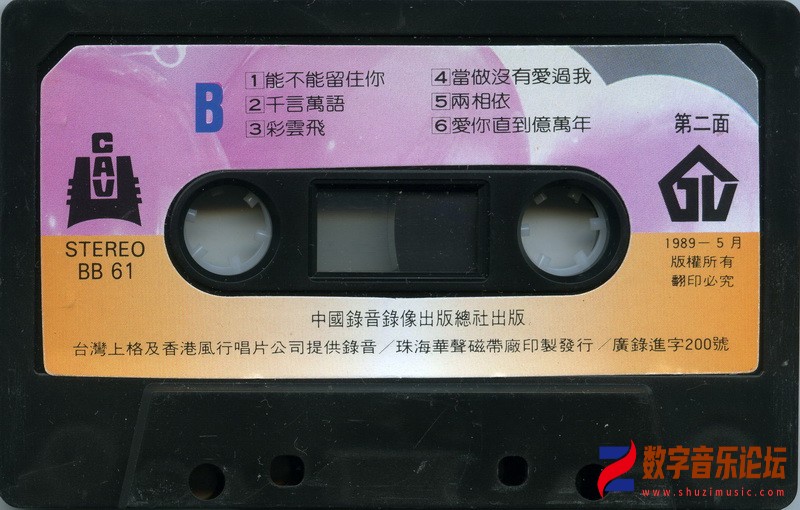 B
1 能不能留住你
2 千言萬語
3 彩雲飛
4 當做沒有愛過我
5 兩相依
6 愛你直到億萬年
第二面
CAV
STEREO
BB 61
GV
1989－5月
版權所有
翻印必究
中國錄音錄像出版總社出版
台灣上格及香港風行唱片公司提供錄音／珠海華聲磁帶廠印製發行／廣錄進字200號
数字音乐论坛
www.shuzimusic.com